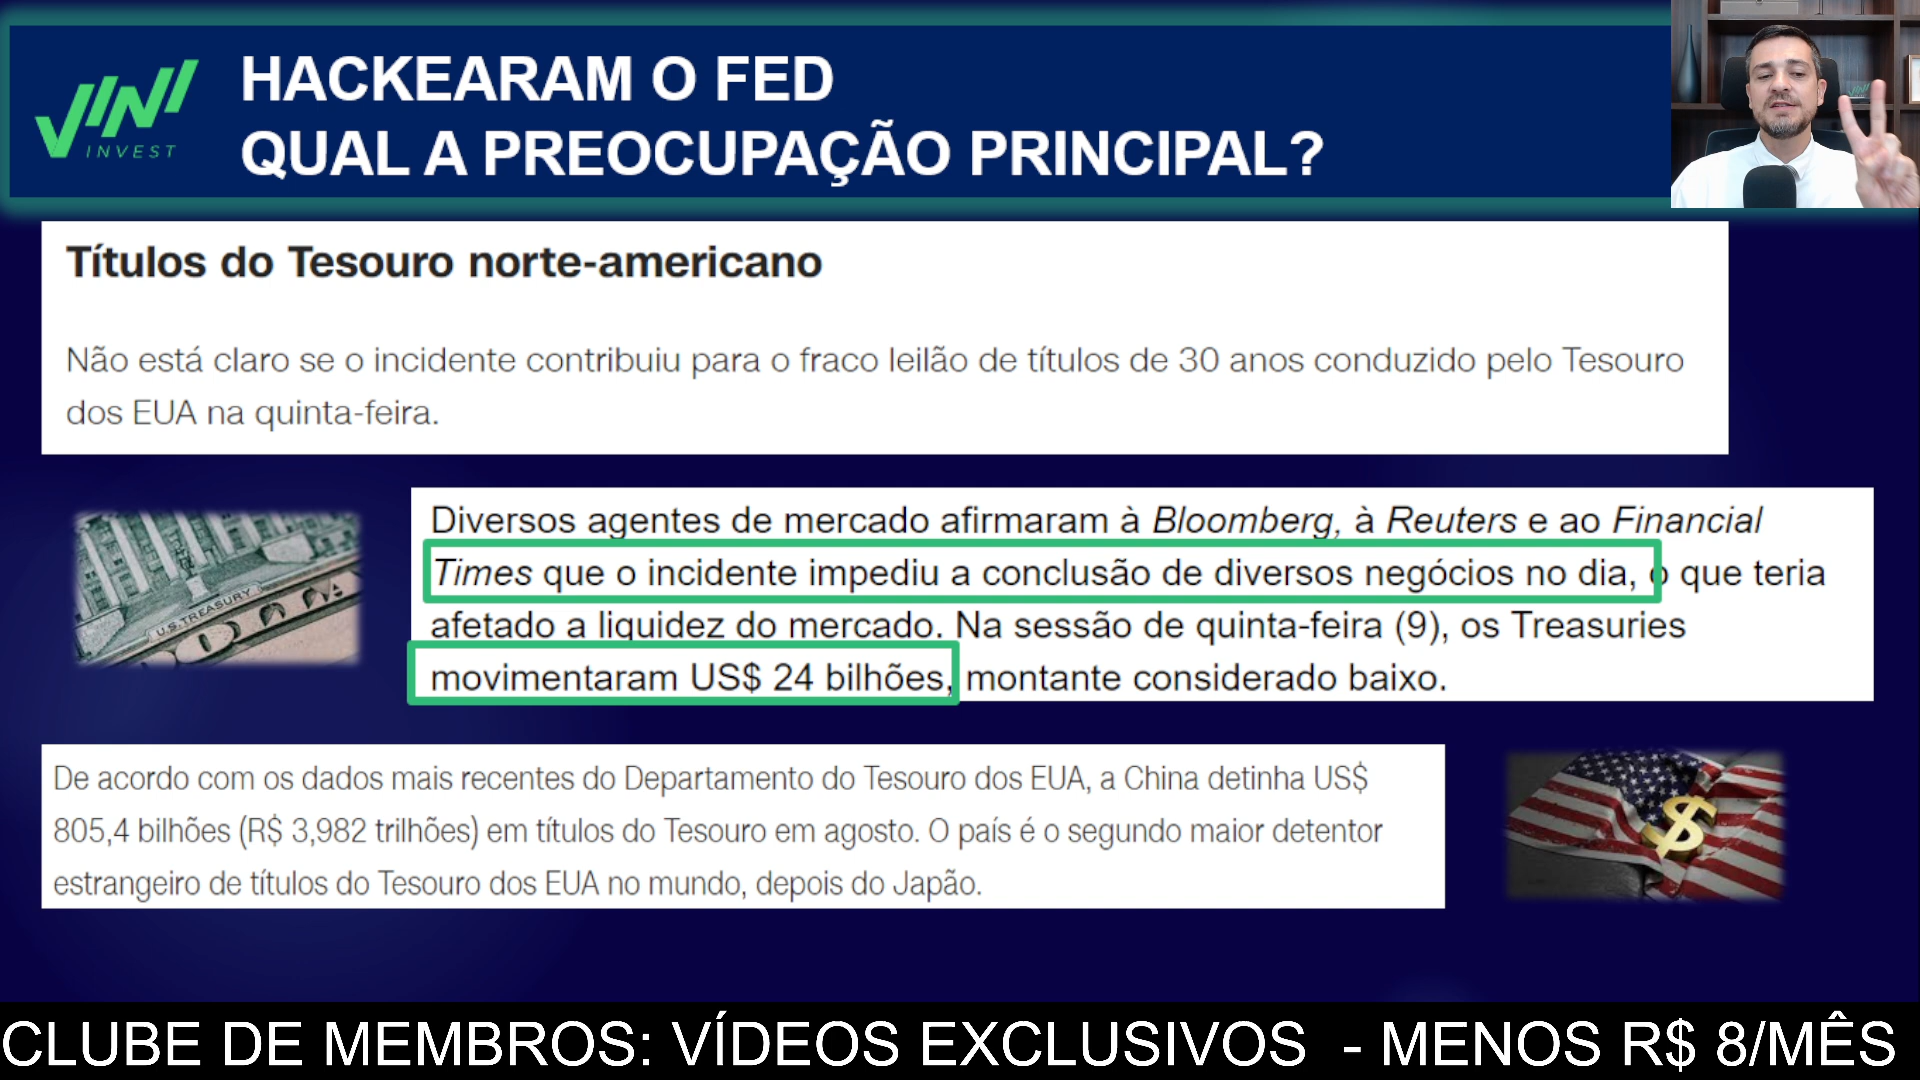 VINI
INVEST
HACKEARAM O FED
QUAL A PREOCUPAÇÃO PRINCIPAL?
Títulos do Tesouro norte-americano
Não está claro se o incidente contribuiu para o fraco leilão de títulos de 30 anos conduzido pelo Tesouro
dos EUA na quinta-feira.
U.S. TREASURY
Diversos agentes de mercado afirmaram à Bloomberg, à Reuters e ao Financial
Times que o incidente impediu a conclusão de diversos negócios no dia, o que teria
afetado a liquidez do mercado. Na sessão de quinta-feira (9), os Treasuries
movimentaram US$ 24 bilhões, montante considerado baixo.
De acordo com os dados mais recentes do Departamento do Tesouro dos EUA, a China detinha US$
805,4 bilhões (R$ 3,982 trilhões) em títulos do Tesouro em agosto. O país é o segundo maior detentor
estrangeiro de títulos do Tesouro dos EUA no mundo, depois do Japão.
CLUBE DE MEMBROS: VÍDEOS EXCLUSIVOS - MENOS R$ 8/MÊS